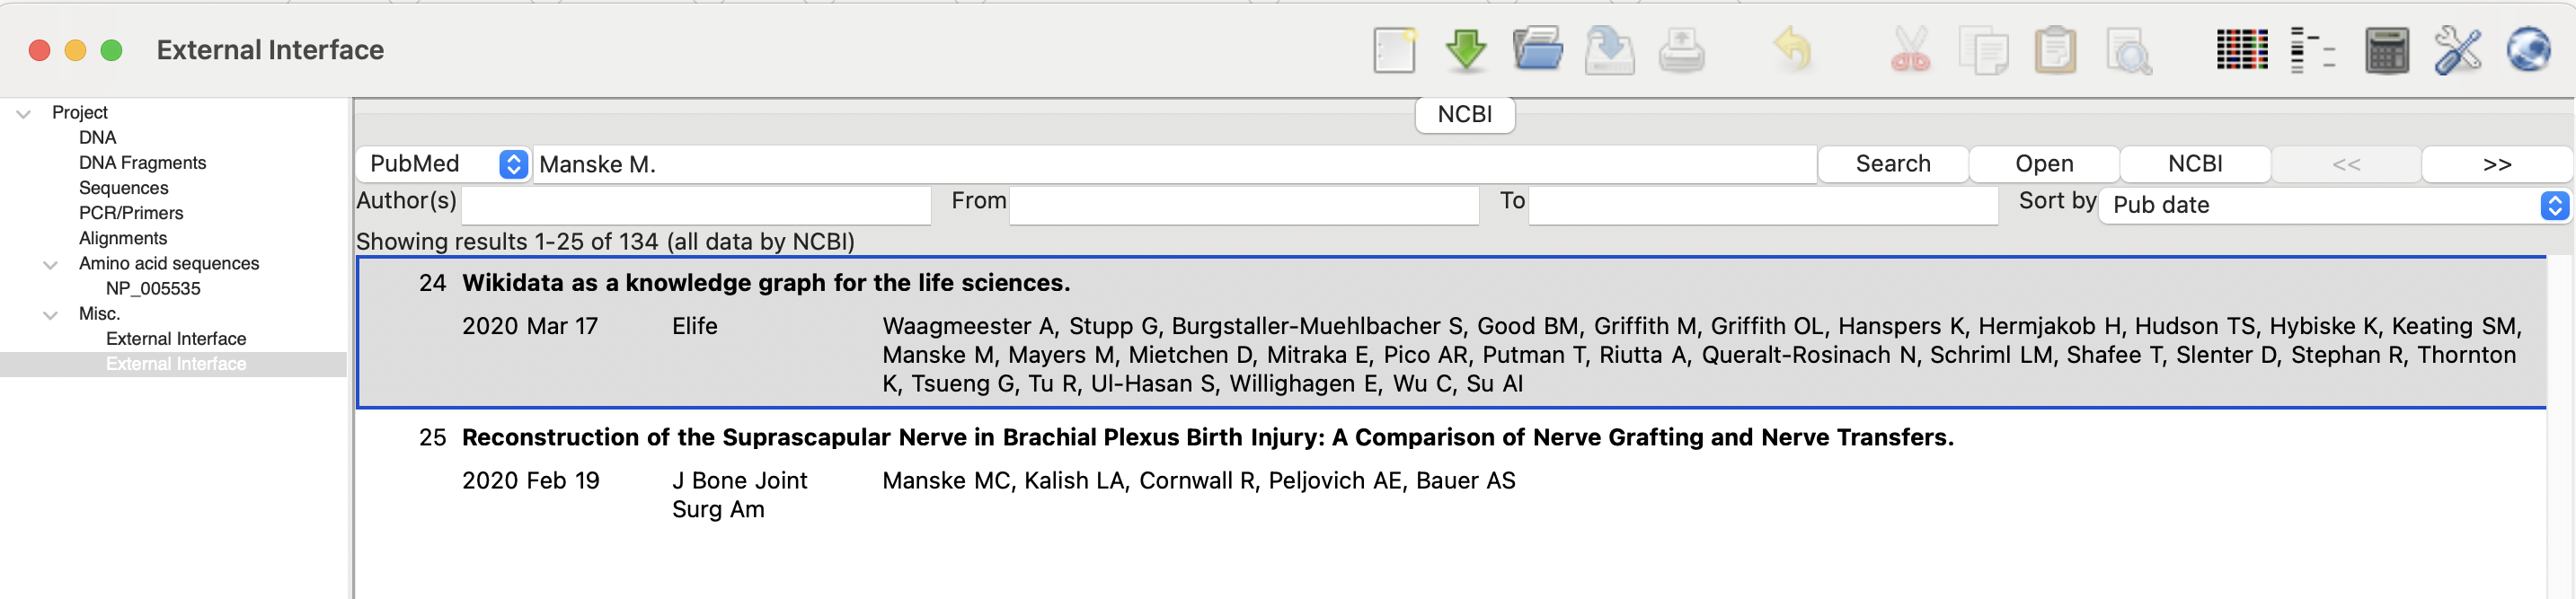 External Interface
Project
DNA
DNA Fragments
Sequences
PCR/Primers
Alignments
Amino acid sequences
NP_005535
Misc.
External Interface
External Interface
NCBI
PubMed Manske M. Search Open NCBI << >>
Author(s) From To Sort by Pub date
Showing results 1-25 of 134 (all data by NCBI)
24 Wikidata as a knowledge graph for the life sciences.
2020 Mar 17 Elife Waagmeester A, Stupp G, Burgstaller-Muehlbacher S, Good BM, Griffith M, Griffith OL, Hanspers K, Hermjakob H, Hudson TS, Hybiske K, Keating SM,
Manske M, Mayers M, Mietchen D, Mitraka E, Pico AR, Putman T, Riutta A, Queralt-Rosinach N, Schriml LM, Shafee T, Slenter D, Stephan R, Thornton
K, Tsueng G, Tu R, Ul-Hasan S, Willighagen E, Wu C, Su AI
25 Reconstruction of the Suprascapular Nerve in Brachial Plexus Birth Injury: A Comparison of Nerve Grafting and Nerve Transfers.
2020 Feb 19 J Bone Joint Manske MC, Kalish LA, Cornwall R, Peljovich AE, Bauer AS
Surg Am